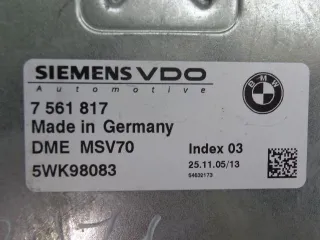 SIEMENS VDO
Automotive
BMW
7 561 817
Made in Germany
DME MSV70
Index 03
5WK98083
25.11.05/13
54632173